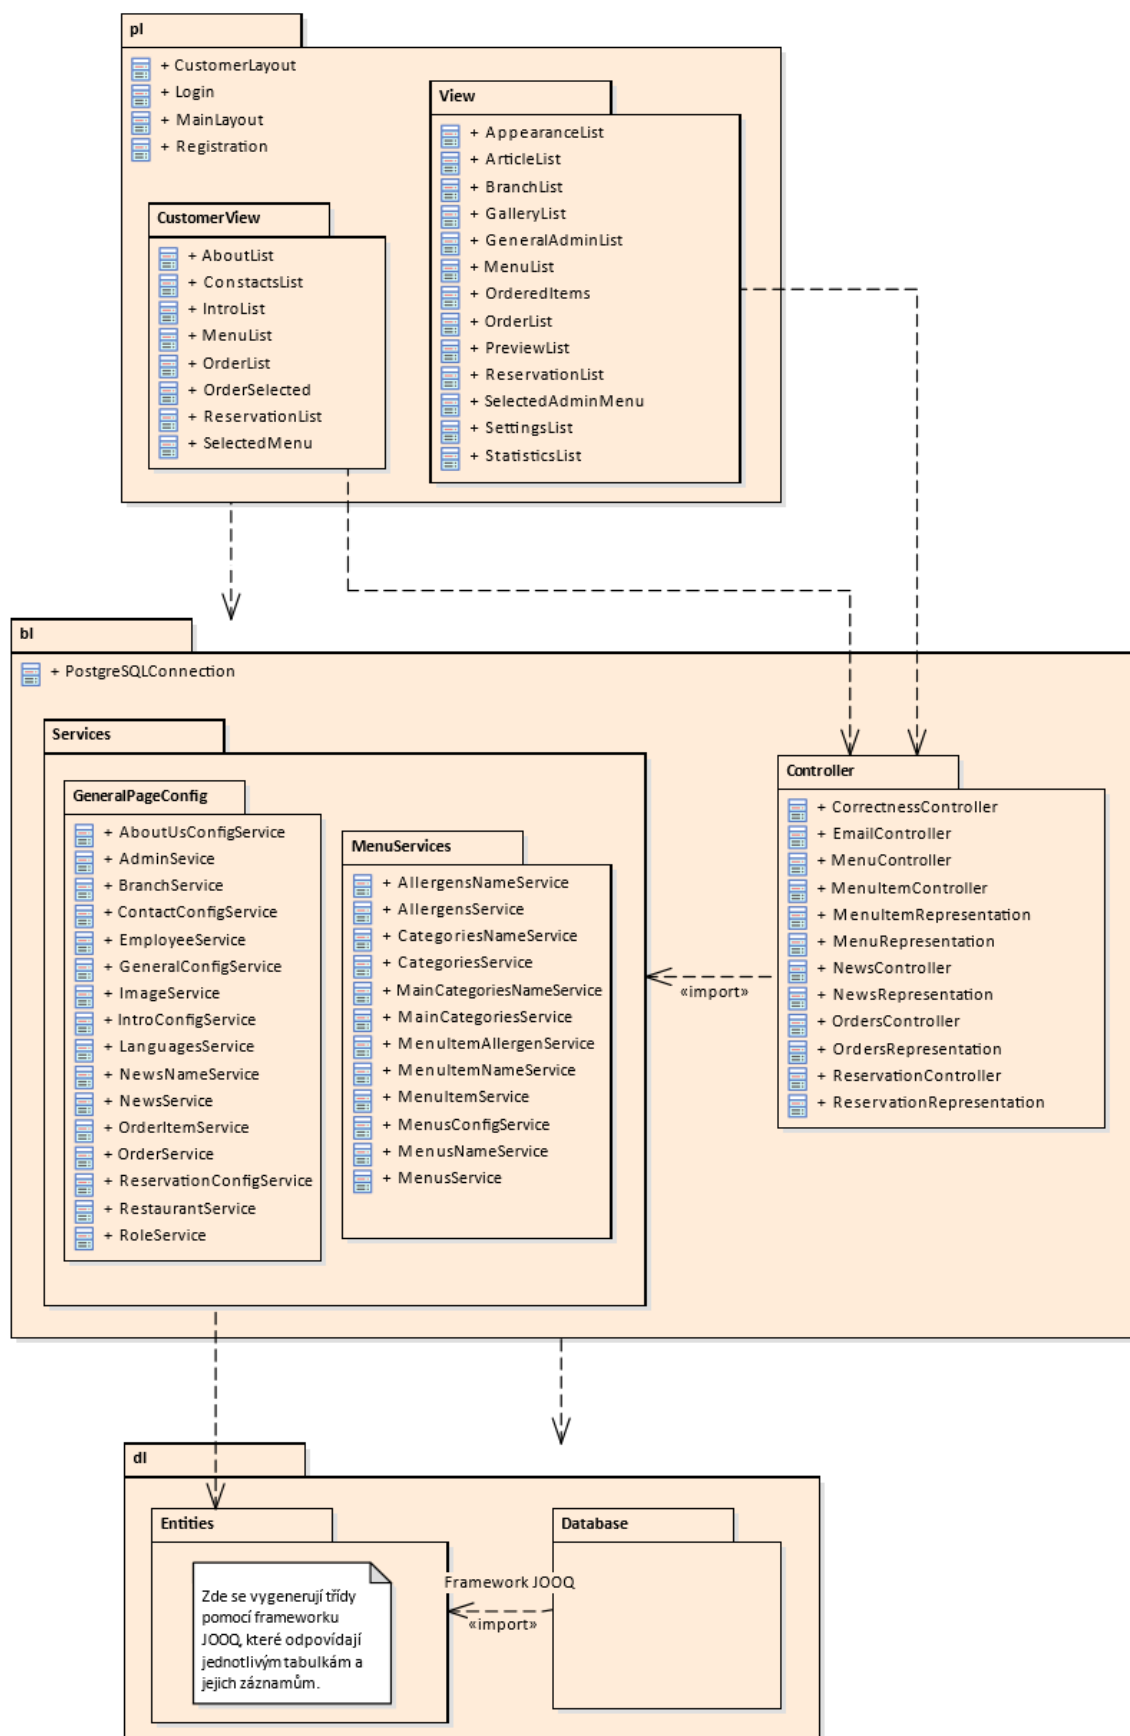 pl
+ CustomerLayout
+ Login
+ MainLayout
+ Registration
CustomerView
+ AboutList
+ ConstactsList
+ IntroList
+ MenuList
+ OrderList
+ OrderSelected
+ ReservationList
+ SelectedMenu
View
+ AppearanceList
+ ArticleList
+ BranchList
+ GalleryList
+ GeneralAdminList
+ MenuList
+ OrderedItems
+ OrderList
+ PreviewList
+ ReservationList
+ SelectedAdminMenu
+ SettingsList
+ StatisticsList
bl
+ PostgreSQLConnection
Services
GeneralPageConfig
+ AboutUsConfigService
+ AdminSevice
+ BranchService
+ ContactConfigService
+ EmployeeService
+ GeneralConfigService
+ ImageService
+ IntroConfigService
+ LanguagesService
+ NewsNameService
+ NewsService
+ OrderItemService
+ OrderService
+ ReservationConfigService
+ RestaurantService
+ RoleService
MenuServices
+ AllergensNameService
+ AllergensService
+ CategoriesNameService
+ CategoriesService
+ MainCategoriesNameService
+ MainCategoriesService
+ MenuItemAllergenService
+ MenuItemNameService
+ MenuItemService
+ MenusConfigService
+ MenusNameService
+ MenusService
«import»
Controller
+ CorrectnessController
+ EmailController
+ MenuController
+ MenuItemController
+ MenuItemRepresentation
+ MenuRepresentation
+ NewsController
+ NewsRepresentation
+ OrdersController
+ OrdersRepresentation
+ ReservationController
+ ReservationRepresentation
dl
Entities
Zde se vygenerují třídy
pomocí frameworku
JOOQ, které odpovídají
jednotlivým tabulkám a
jejich záznamům.
Framework JOOQ
«import»
Database